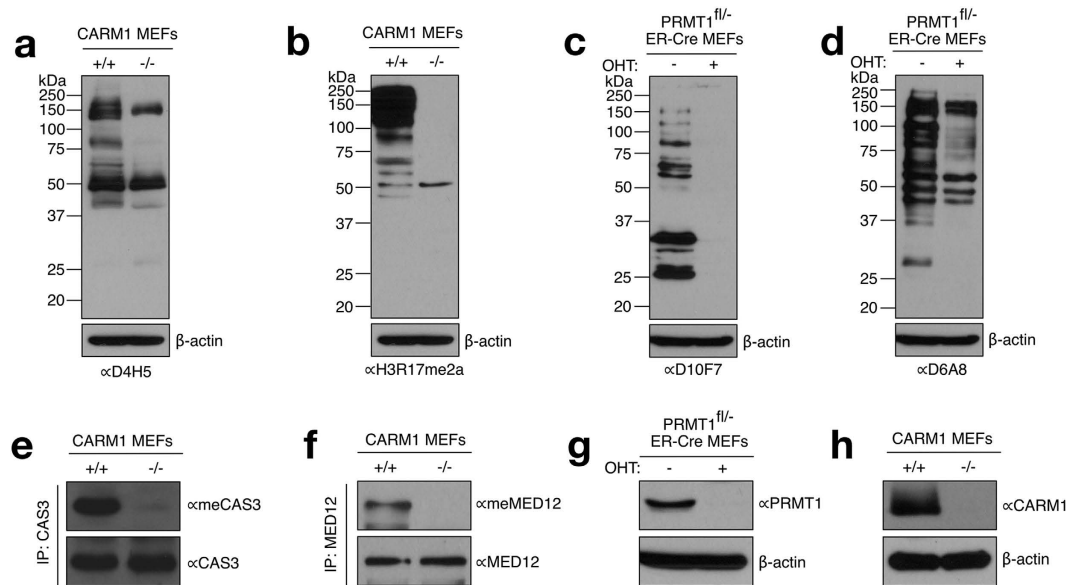 a
CARM1 MEFs
+/+ -/-
kDa
250
150
100
75
50
37
25
20
β-actin
∝D4H5
b
CARM1 MEFs
+/+ -/-
kDa
250
150
100
75
50
37
25
20
β-actin
∝H3R17me2a
c
PRMT1fl/-
ER-Cre MEFs
OHT: - +
kDa
250
150
100
75
50
37
25
20
β-actin
∝D10F7
d
PRMT1fl/-
ER-Cre MEFs
OHT: - +
kDa
250
150
100
75
50
37
25
20
β-actin
∝D6A8
e
CARM1 MEFs
+/+ -/-
IP: CAS3
∝meCAS3
∝CAS3
f
CARM1 MEFs
+/+ -/-
IP: MED12
∝meMED12
∝MED12
g
PRMT1fl/-
ER-Cre MEFs
OHT: - +
∝PRMT1
β-actin
h
CARM1 MEFs
+/+ -/-
∝CARM1
β-actin